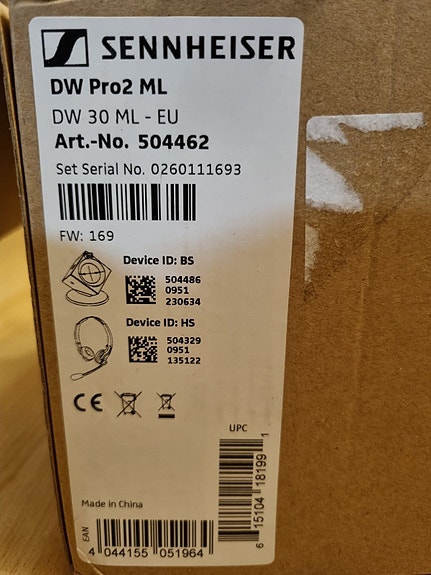 SENNHEISER
DW Pro2 ML
DW 30 ML - EU
Art.-No. 504462
Set Serial No. 0260111693
FW: 169
Device ID: BS
504486
0951
230634
Device ID: HS
504329
0951
135122
CE
UPC
6 15104 18199 1
Made in China
EAN
4 044155 051964